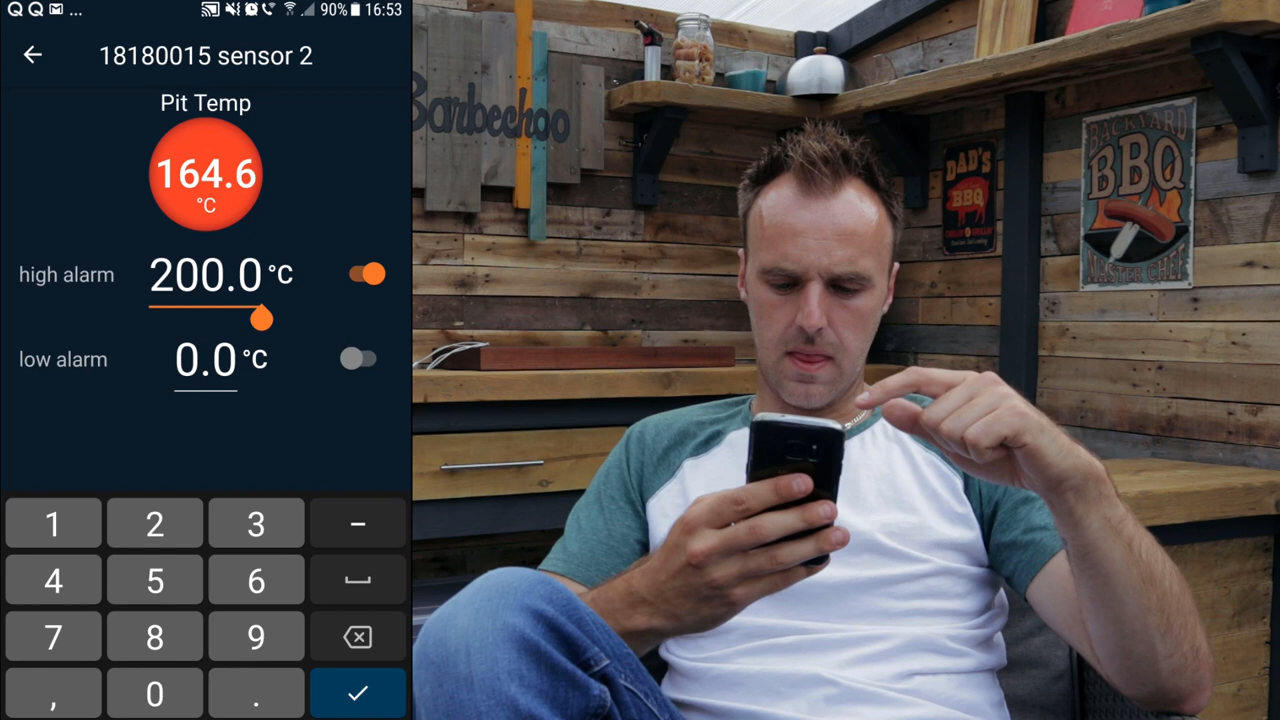 90% 16:53
18180015 sensor 2
Pit Temp
164.6
°C
high alarm 200.0 °C
low alarm 0.0 °C
1 2 3 -
4 5 6
7 8 9
, 0 .
Barbechoo
DAD'S
BBQ
BACKYARD
BBQ
MASTER CHEF